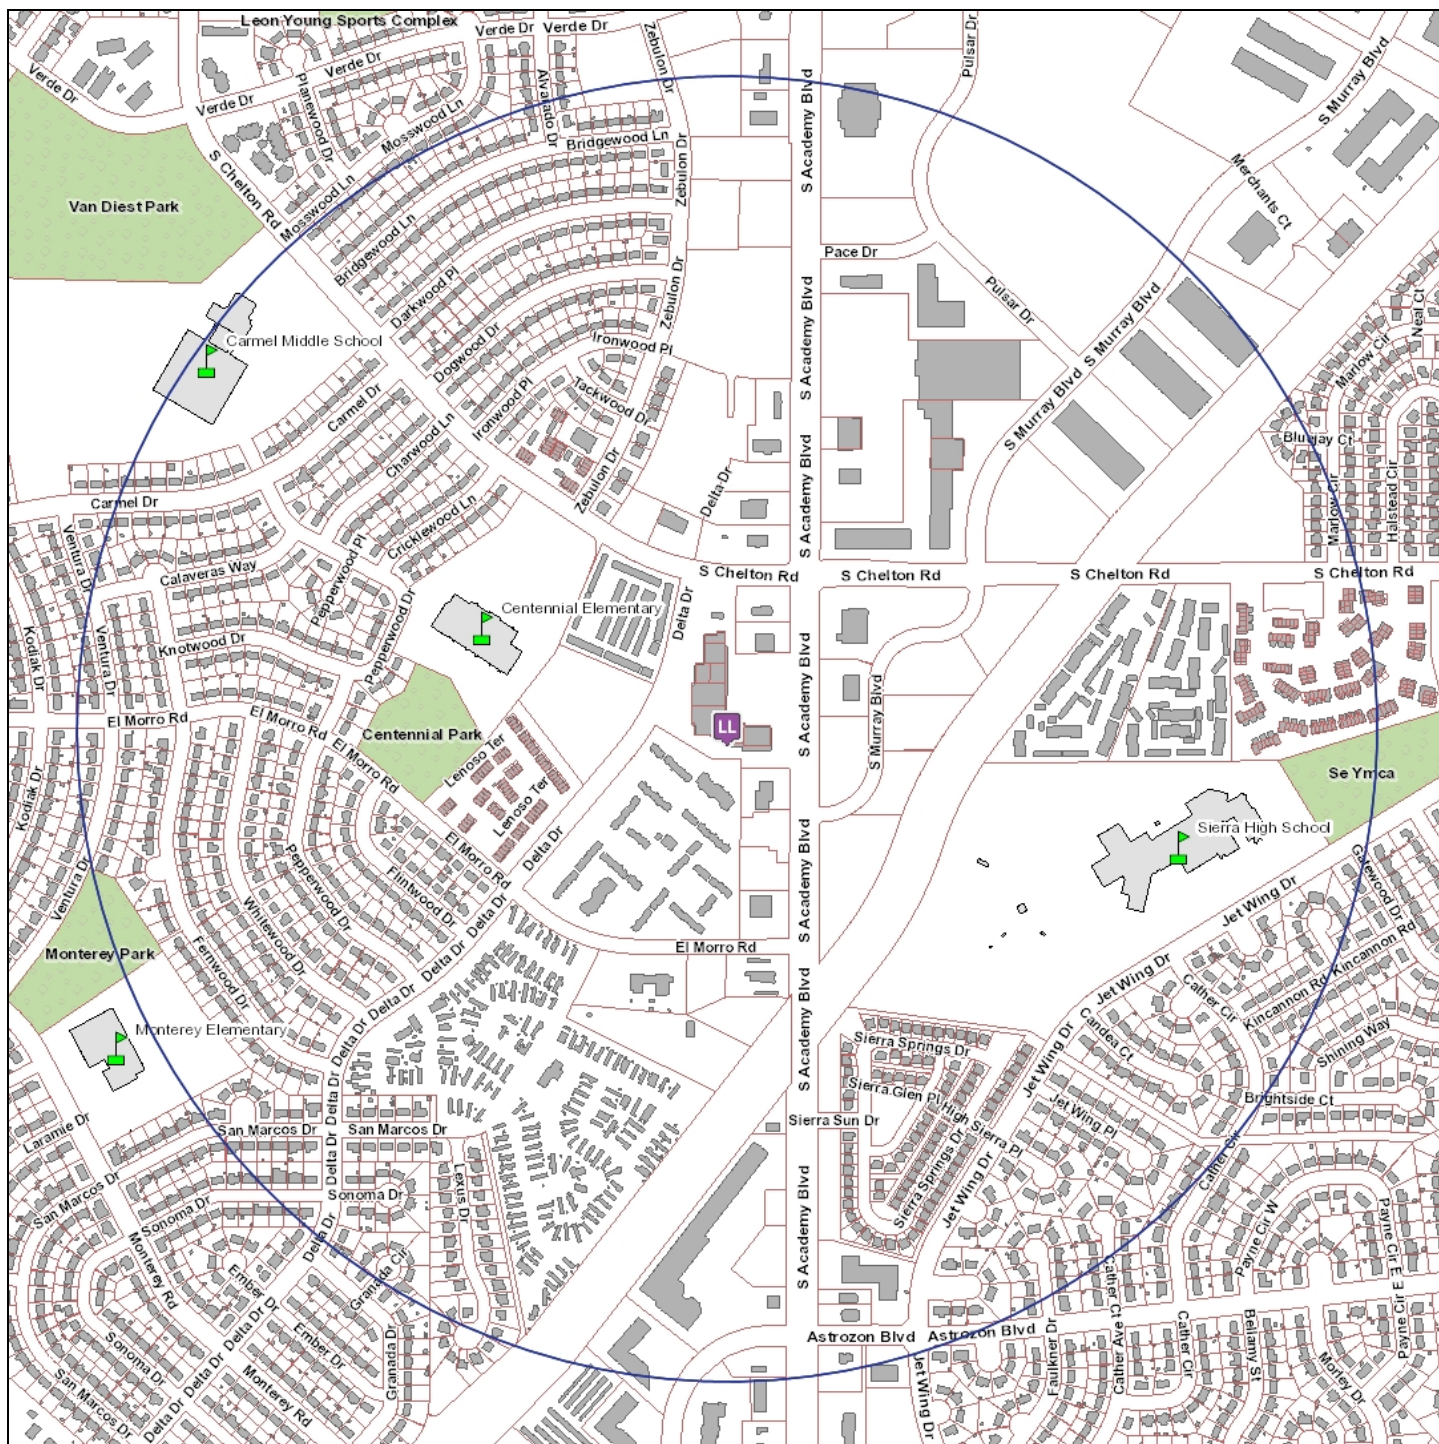 Leon Young Sports Complex
Verde Dr
Verde Dr
Zebulon Dr
Pulsar Dr
Verde Dr
Verde Dr
Verde Dr
Planewood Dr
Alvarado Dr
S Murray Blvd
S Academy Blvd
Mosswood Ln
Bridgewood Ln
Zebulon Dr
S Chelton Rd
Merchants Ct
Van Diest Park
Mosswood Ln
Bridgewood Ln
Pace Dr
Darkwood Pl
Zebulon Dr
Pulsar Dr
S Academy Blvd
S Murray Blvd
Neal Ct
Carmel Middle School
Ironwood Pl
Dogwood Dr
Marlow Cir
Tackwood Dr
Carmel Dr
Ironwood Pl
S Murray Blvd
Charwood Ln
Bluejay Ct
Zebulon Dr
Delta Dr
S Academy Blvd
Carmel Dr
Cricklewood Ln
Marlow Cir
Halstead Cir
Ventura Dr
Calaveras Way
Pepperwood Pl
S Chelton Rd
S Chelton Rd
S Chelton Rd
S Chelton Rd
Centennial Elementary
Delta Dr
Pepperwood Dr
Kodiak Dr
Ventura Dr
Knotwood Dr
S Academy Blvd
S Murray Blvd
El Morro Rd
El Morro Rd
LL
Centennial Park
El Morro Rd
Lenoso Ter
Lenoso Ter
Se Ymca
Kodiak Dr
Sierra High School
El Morro Rd
Delta Dr
Ventura Dr
Pepperwood Dr
Flintwood Dr
Gatewood Dr
Jet Wing Dr
Whitewood Dr
Delta Dr
S Academy Blvd
El Morro Rd
Monterey Park
Fernwood Dr
Delta Dr
Jet Wing Dr
Kincannon Rd
Kincannon Rd
Cather Cir
Delta Dr
S Academy Blvd
Monterey Elementary
Delta Dr
Sierra Springs Dr
Jet Wing Dr
Candea Ct
Shining Way
Sierra Glen Pl
High Sierra Pl
Jet Wing Pl
Brightside Ct
Laramie Dr
Delta Dr
San Marcos Dr
San Marcos Dr
Sierra Sun Dr
Delta Dr
Cather Cir
San Marcos Dr
Sonoma Dr
Sonoma Dr
Lexus Dr
Sierra Springs Dr
Jet Wing Dr
S Academy Blvd
Monterey Rd
Delta Dr
Payne Cir W
Payne Cir E
Ember Dr
Granada Cir
Cather Ct
Payne Cir E
Delta Dr
Ember Dr
Astrozon Blvd
Astrozon Blvd
Sonoma Dr
Delta Dr
Granada Dr
Monterey Rd
San Marcos Dr
Delta Dr
Jet Wing Dr
Faulkner Dr
Cather Ave
Cather Cir
Bellamy St
Morley Dr